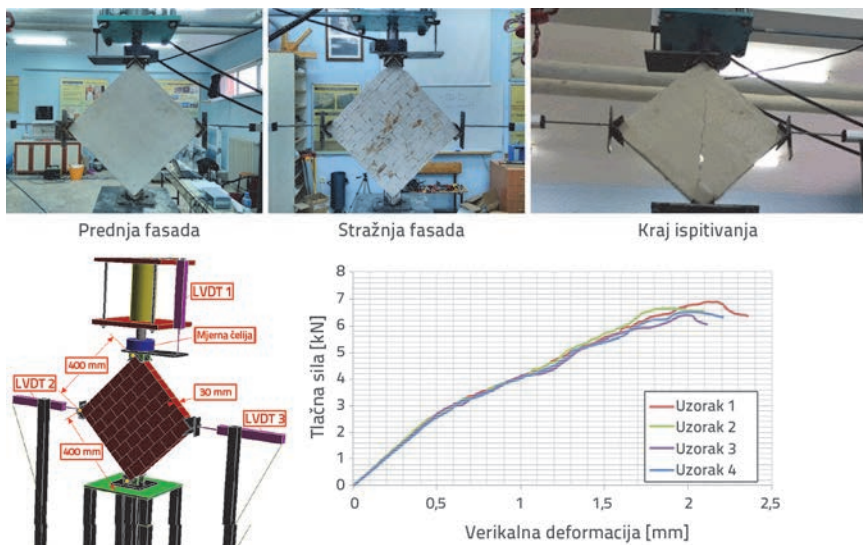 Prednja fasada
Stražnja fasada
Kraj ispitivanja
LVDT 1
Mjerna ćelija
400 mm
LVDT 2
30 mm
LVDT 3
400 mm
Tlačna sila [kN]
8
7
6
5
4
3
2
1
0
0
0,5
1
1,5
2
2,5
Verikalna deformacija [mm]
Uzorak 1
Uzorak 2
Uzorak 3
Uzorak 4